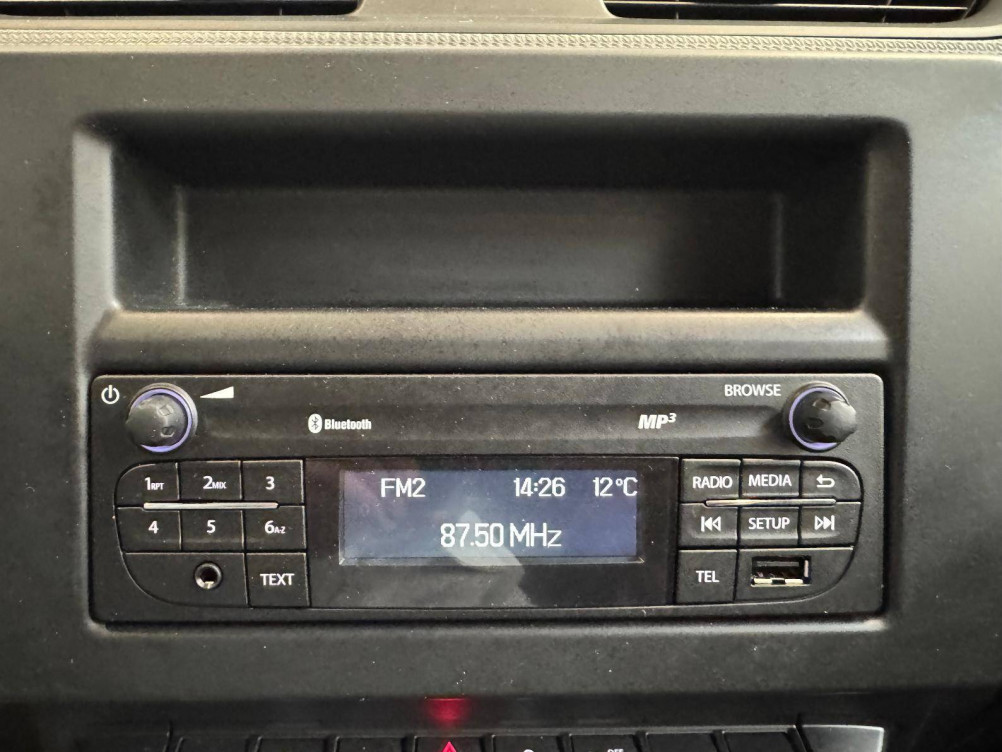 BROWSE
Bluetooth
MP3
1RPT 2MIX 3
FM2 14:26 12°C
RADIO MEDIA
4 5 6A-Z
87.50 MHz
SETUP
TEXT
TEL
OFF